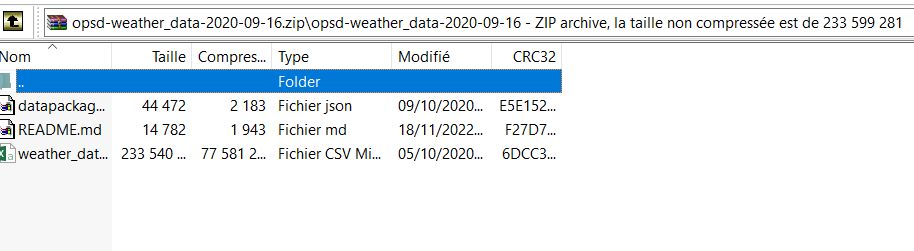 opsd-weather_data-2020-09-16.zip\opsd-weather_data-2020-09-16 - ZIP archive, la taille non compressée est de 233 599 281
Nom Taille Compres... Type Modifié CRC32
.. Folder
datapackag... 44 472 2 183 Fichier json 09/10/2020... E5E152...
README.md 14 782 1 943 Fichier md 18/11/2022... F27D7...
weather_dat... 233 540 ... 77 581 2... Fichier CSV Mi... 05/10/2020... 6DCC3...